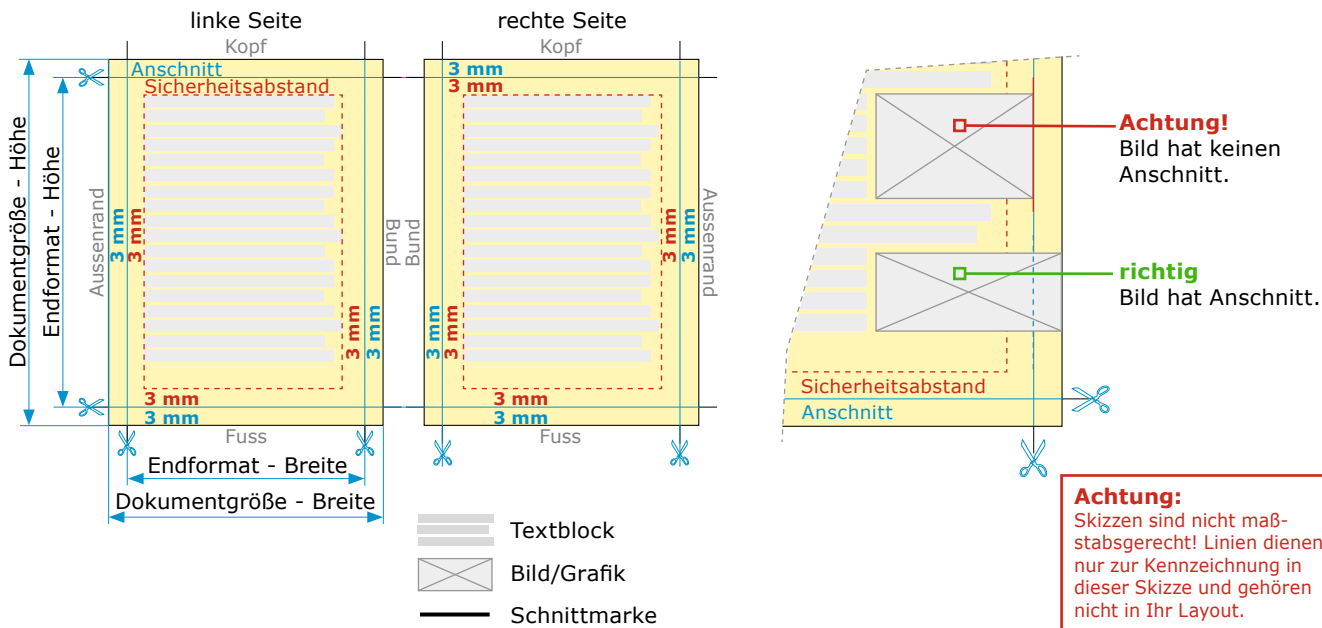 linke Seite
rechte Seite
Kopf
Kopf
Anschnitt
Sicherheitsabstand
3 mm
3 mm
Dokumentgröße - Höhe
Endformat - Höhe
Aussenrand
3 mm
3 mm
Bund
Bund
3 mm
3 mm
Aussenrand
3 mm
3 mm
3 mm
3 mm
3 mm
3 mm
3 mm
3 mm
3 mm
3 mm
Fuss
Fuss
Endformat - Breite
Dokumentgröße - Breite
Textblock
Bild/Grafik
Schnittmarke
Achtung!
Bild hat keinen
Anschnitt.
richtig
Bild hat Anschnitt.
Sicherheitsabstand
Anschnitt
Achtung:
Skizzen sind nicht maß-
stabsgerecht! Linien dienen
nur zur Kennzeichnung in
dieser Skizze und gehören
nicht in Ihr Layout.